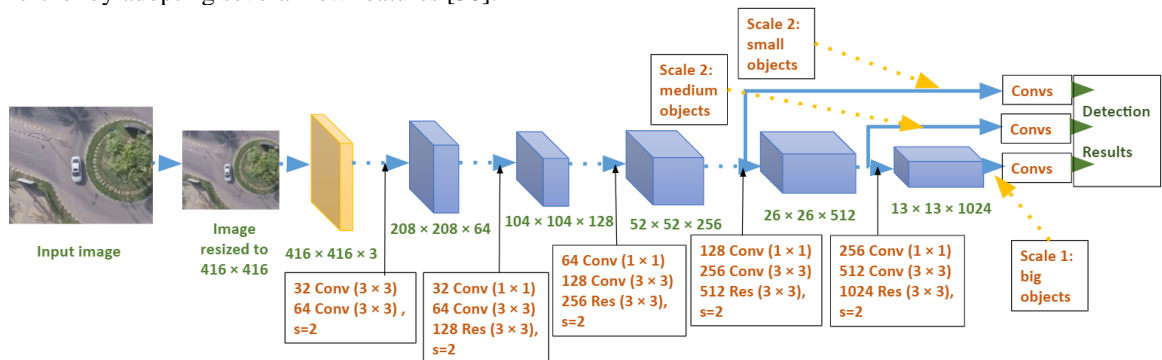 Scale 2:
small
objects
Scale 2:
medium
objects
Convs
Convs
Convs
Detection
Results
Input image
Image
resized to
416 × 416
416 × 416 × 3
208 × 208 × 64
104 × 104 × 128
52 × 52 × 256
26 × 26 × 512
13 × 13 × 1024
32 Conv (3 × 3)
64 Conv (3 × 3) ,
s=2
32 Conv (1 × 1)
64 Conv (3 × 3)
128 Res (3 × 3),
s=2
64 Conv (1 × 1)
128 Conv (3 × 3)
256 Res (3 × 3),
s=2
128 Conv (1 × 1)
256 Conv (3 × 3)
512 Res (3 × 3),
s=2
256 Conv (1 × 1)
512 Conv (3 × 3)
1024 Res (3 × 3),
s=2
Scale 1:
big
objects